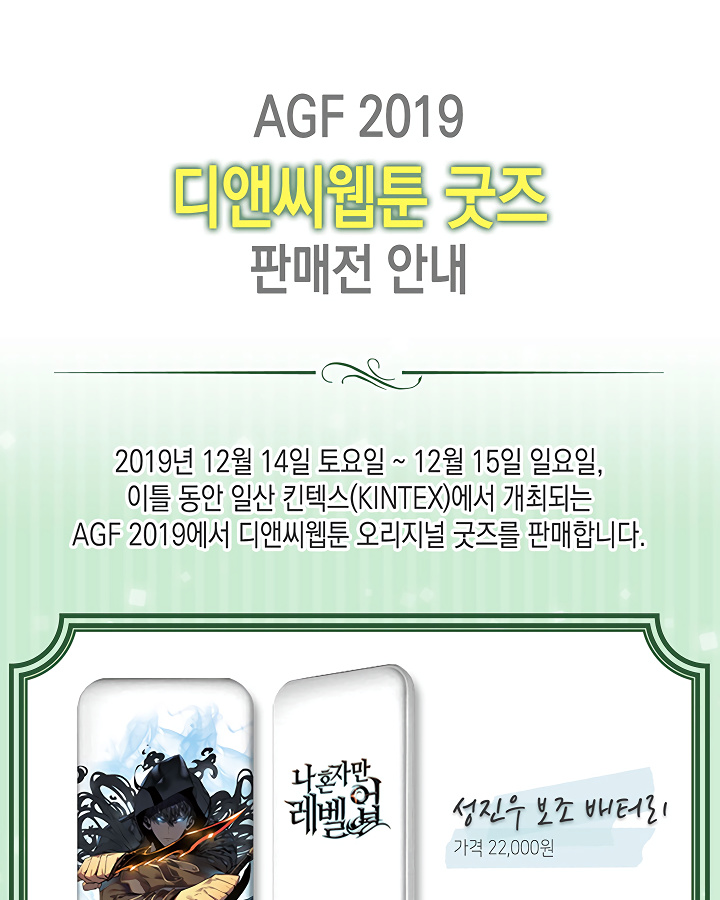 AGF 2019
디앤씨웹툰 굿즈
판매전 안내
2019년 12월 14일 토요일 ~ 12월 15일 일요일,
이틀 동안 일산 킨텍스(KINTEX)에서 개최되는
AGF 2019에서 디앤씨웹툰 오리지널 굿즈를 판매합니다.
나 혼자만
레벨업
성진우 보조 배터리
가격 22,000원